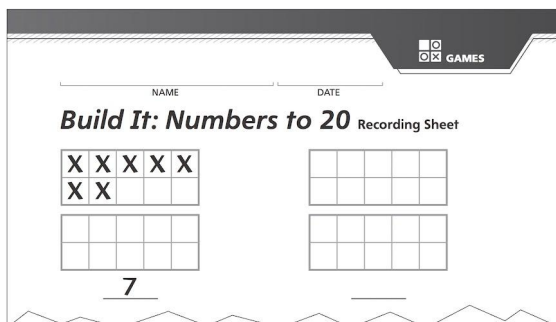 GAMES
NAME DATE
Build It: Numbers to 20 Recording Sheet
X X X X X
X X
7